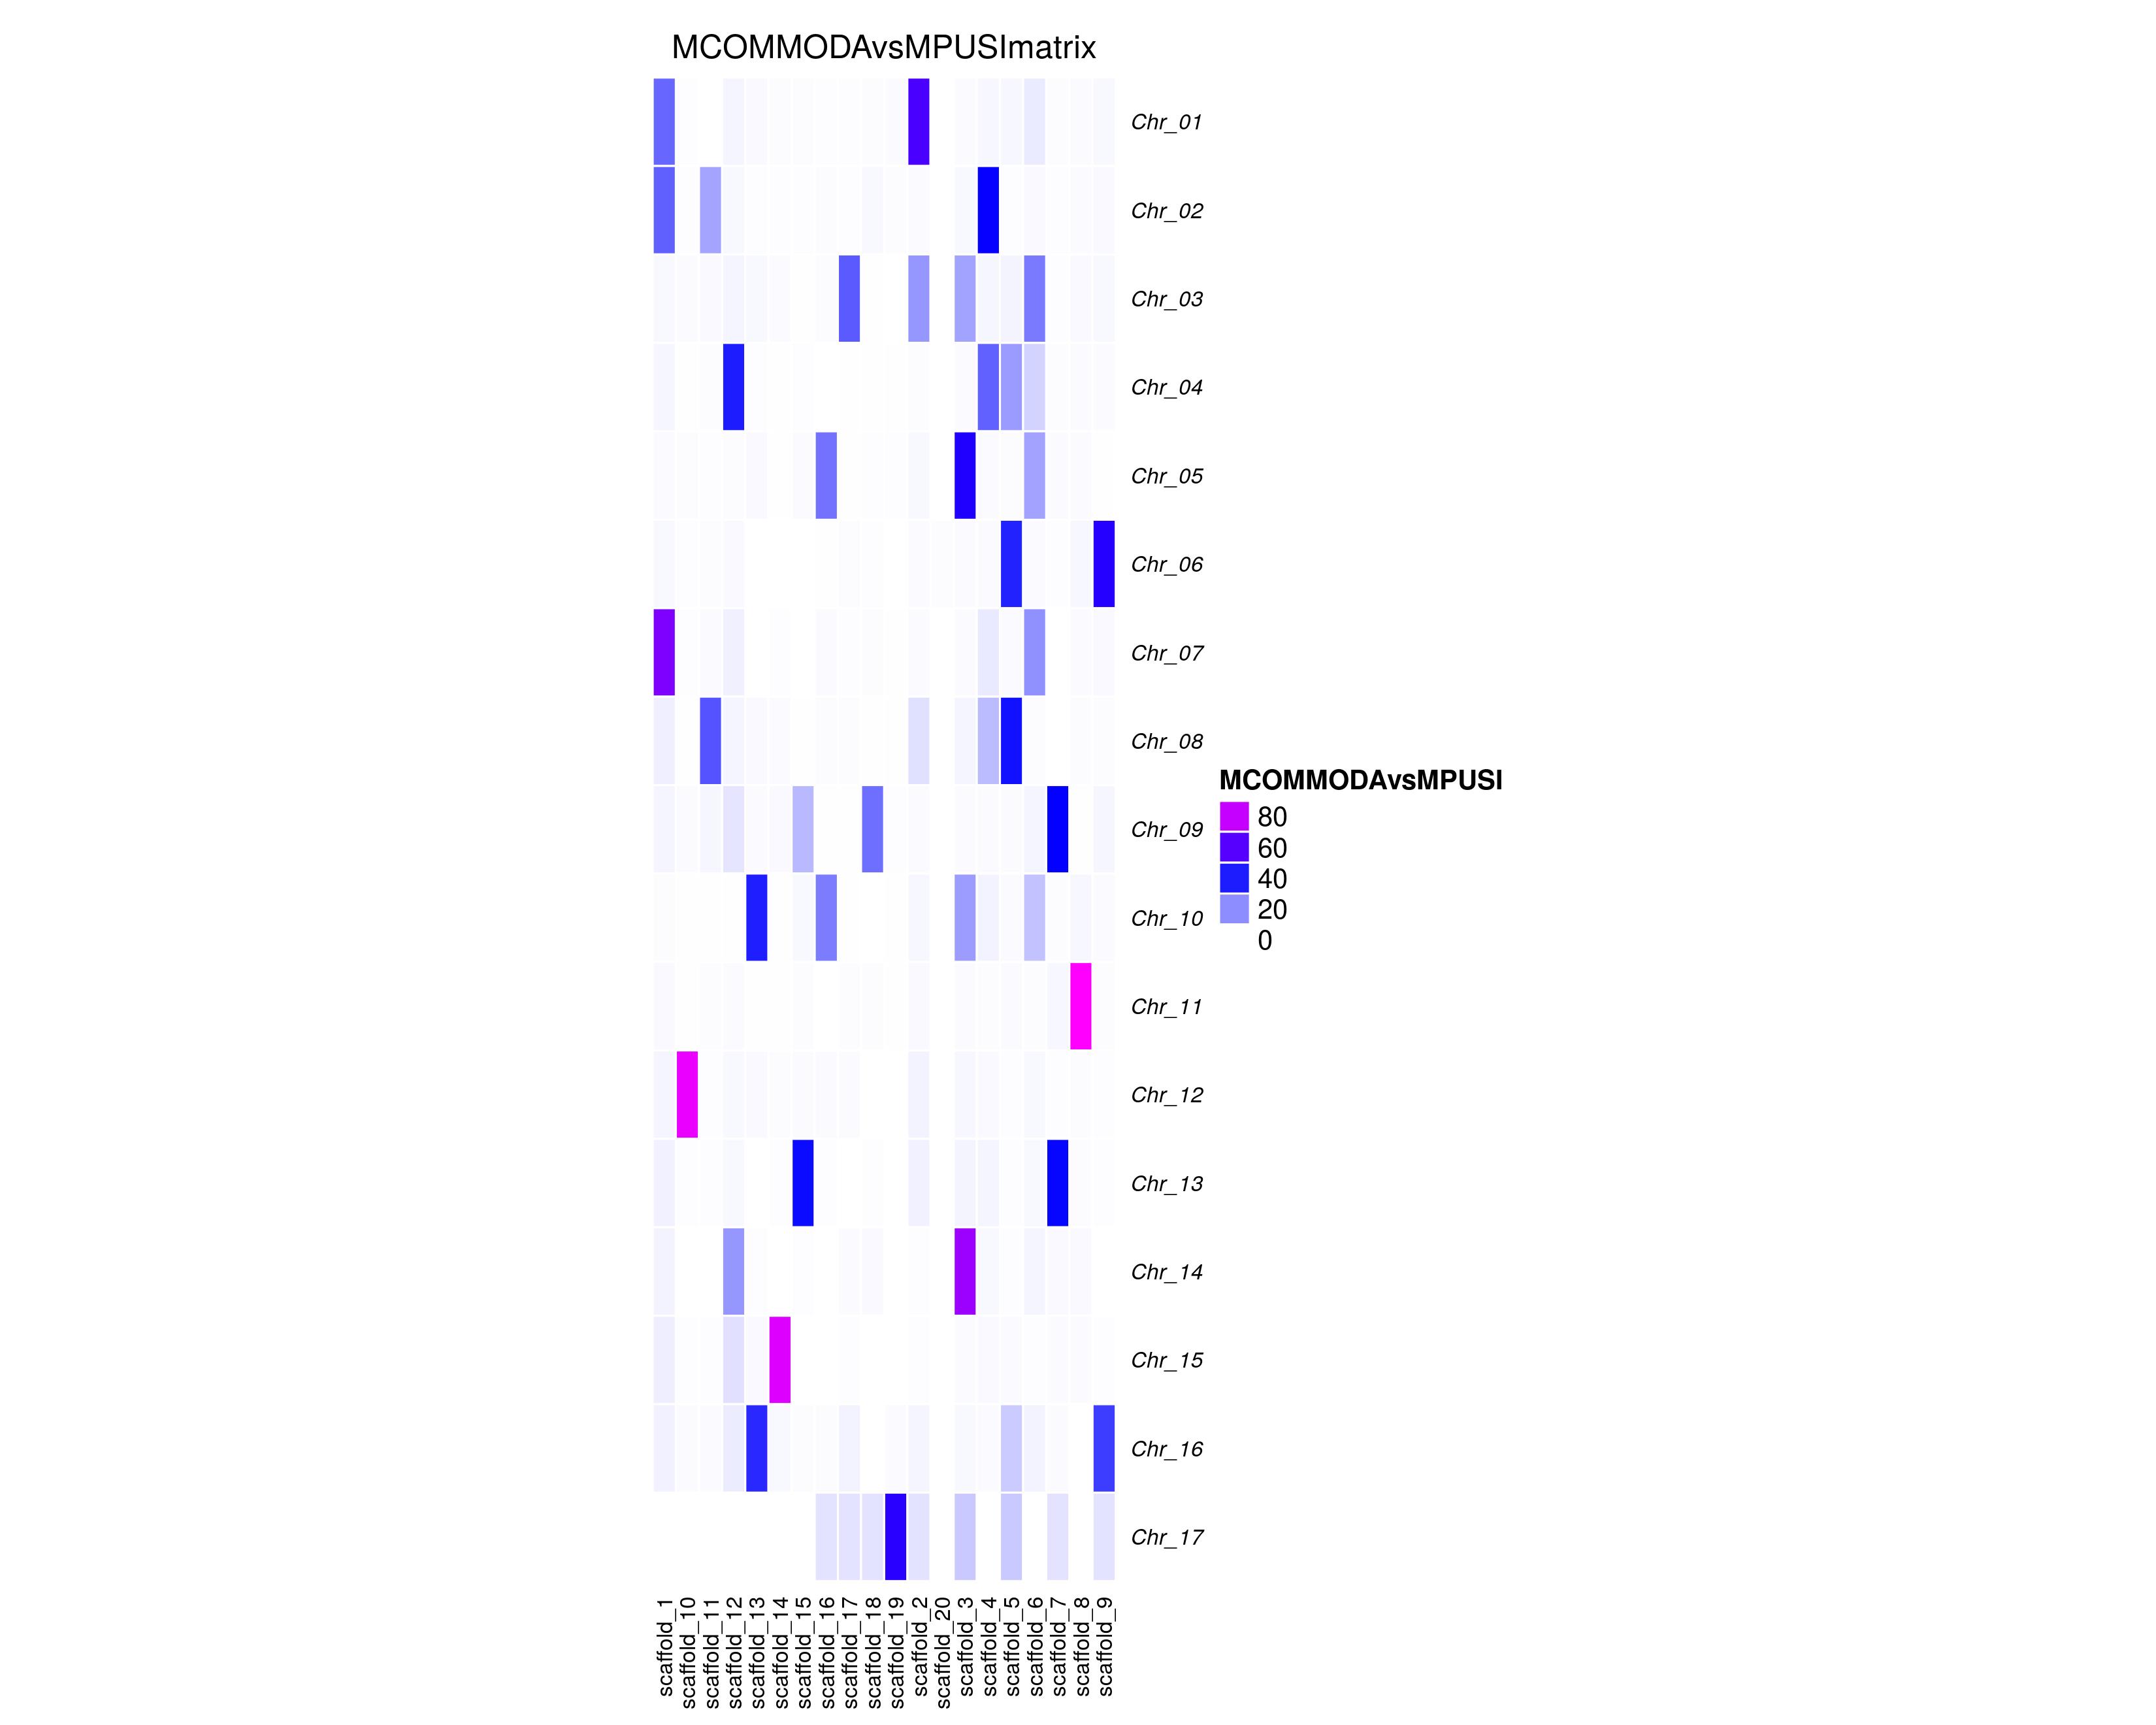 MCOMMODAvsMPUSImatrix
Chr_01
Chr_02
Chr_03
Chr_04
Chr_05
Chr_06
Chr_07
Chr_08
Chr_09
Chr_10
Chr_11
Chr_12
Chr_13
Chr_14
Chr_15
Chr_16
Chr_17
MCOMMODAvsMPUSI
80
60
40
20
0
scaffold_1
scaffold_10
scaffold_11
scaffold_12
scaffold_13
scaffold_14
scaffold_15
scaffold_16
scaffold_17
scaffold_18
scaffold_19
scaffold_2
scaffold_20
scaffold_3
scaffold_4
scaffold_5
scaffold_6
scaffold_7
scaffold_8
scaffold_9